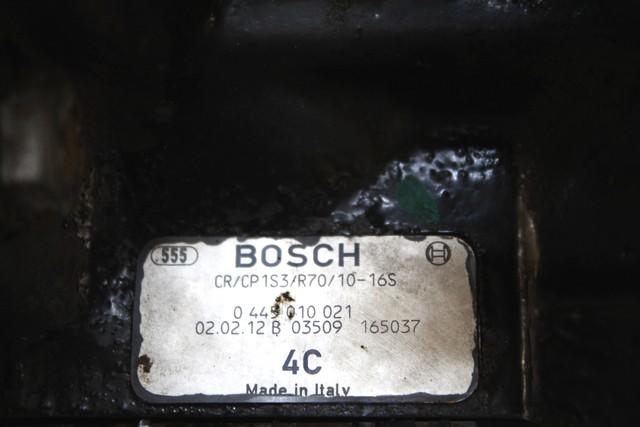 .555 BOSCH
CR/CP1S3/R70/10-16S
0 445 010 021
02.02.12 B 03509 165037
4C
Made in Italy